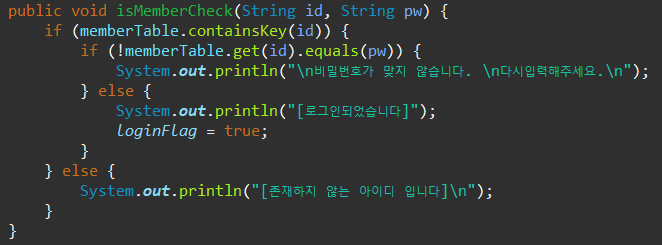 public void isMemberCheck(String id, String pw) {
    if (memberTable.containsKey(id)) {
        if (!memberTable.get(id).equals(pw)) {
            System.out.println("\n비밀번호가 맞지 않습니다. \n다시입력해주세요.\n");
        } else {
            System.out.println("[로그인되었습니다]");
            loginFlag = true;
        }
    } else {
        System.out.println("[존재하지 않는 아이디 입니다]\n");
    }
}